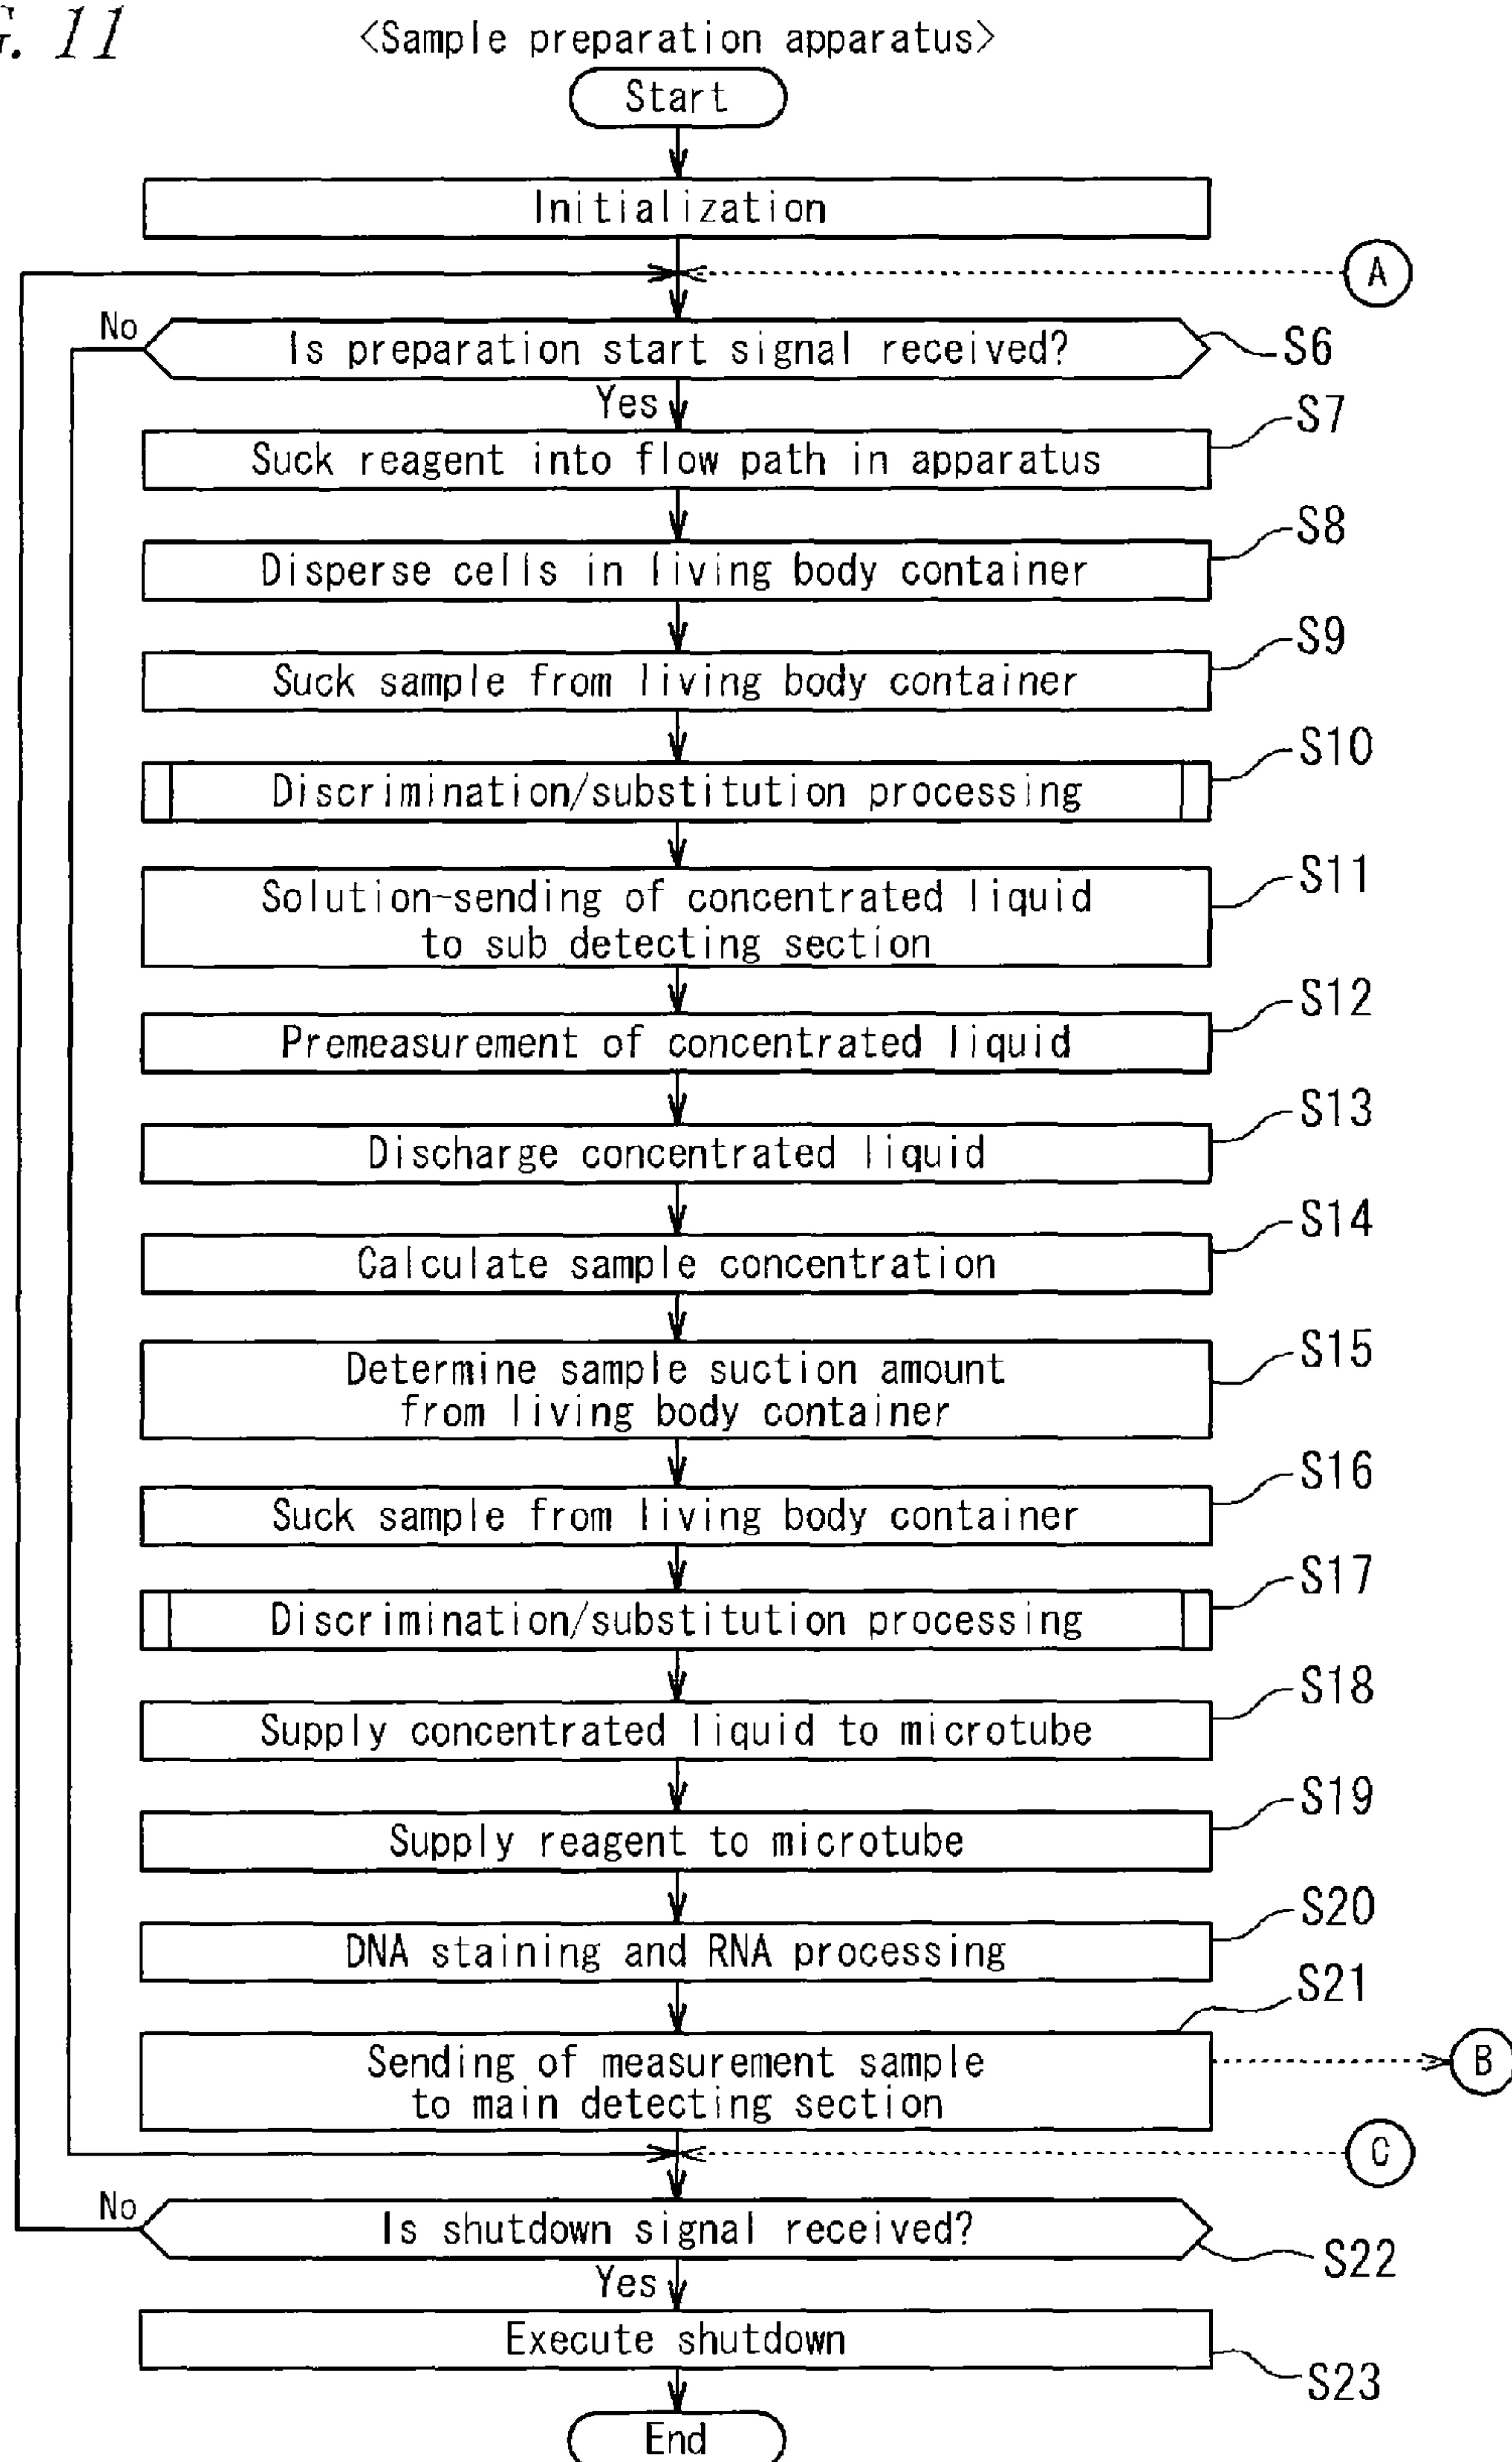 G. 11
<Sample preparation apparatus>
Start
Initialization
A
No
Is preparation start signal received?
S6
Yes
S7
Suck reagent into flow path in apparatus
S8
Disperse cells in living body container
S9
Suck sample from living body container
S10
Discrimination/substitution processing
S11
Solution-sending of concentrated liquid
to sub detecting section
S12
Premeasurement of concentrated liquid
S13
Discharge concentrated liquid
S14
Calculate sample concentration
S15
Determine sample suction amount
from living body container
S16
Suck sample from living body container
S17
Discrimination/substitution processing
S18
Supply concentrated liquid to microtube
S19
Supply reagent to microtube
S20
DNA staining and RNA processing
S21
Sending of measurement sample
to main detecting section
B
C
No
Is shutdown signal received?
S22
Yes
Execute shutdown
S23
End